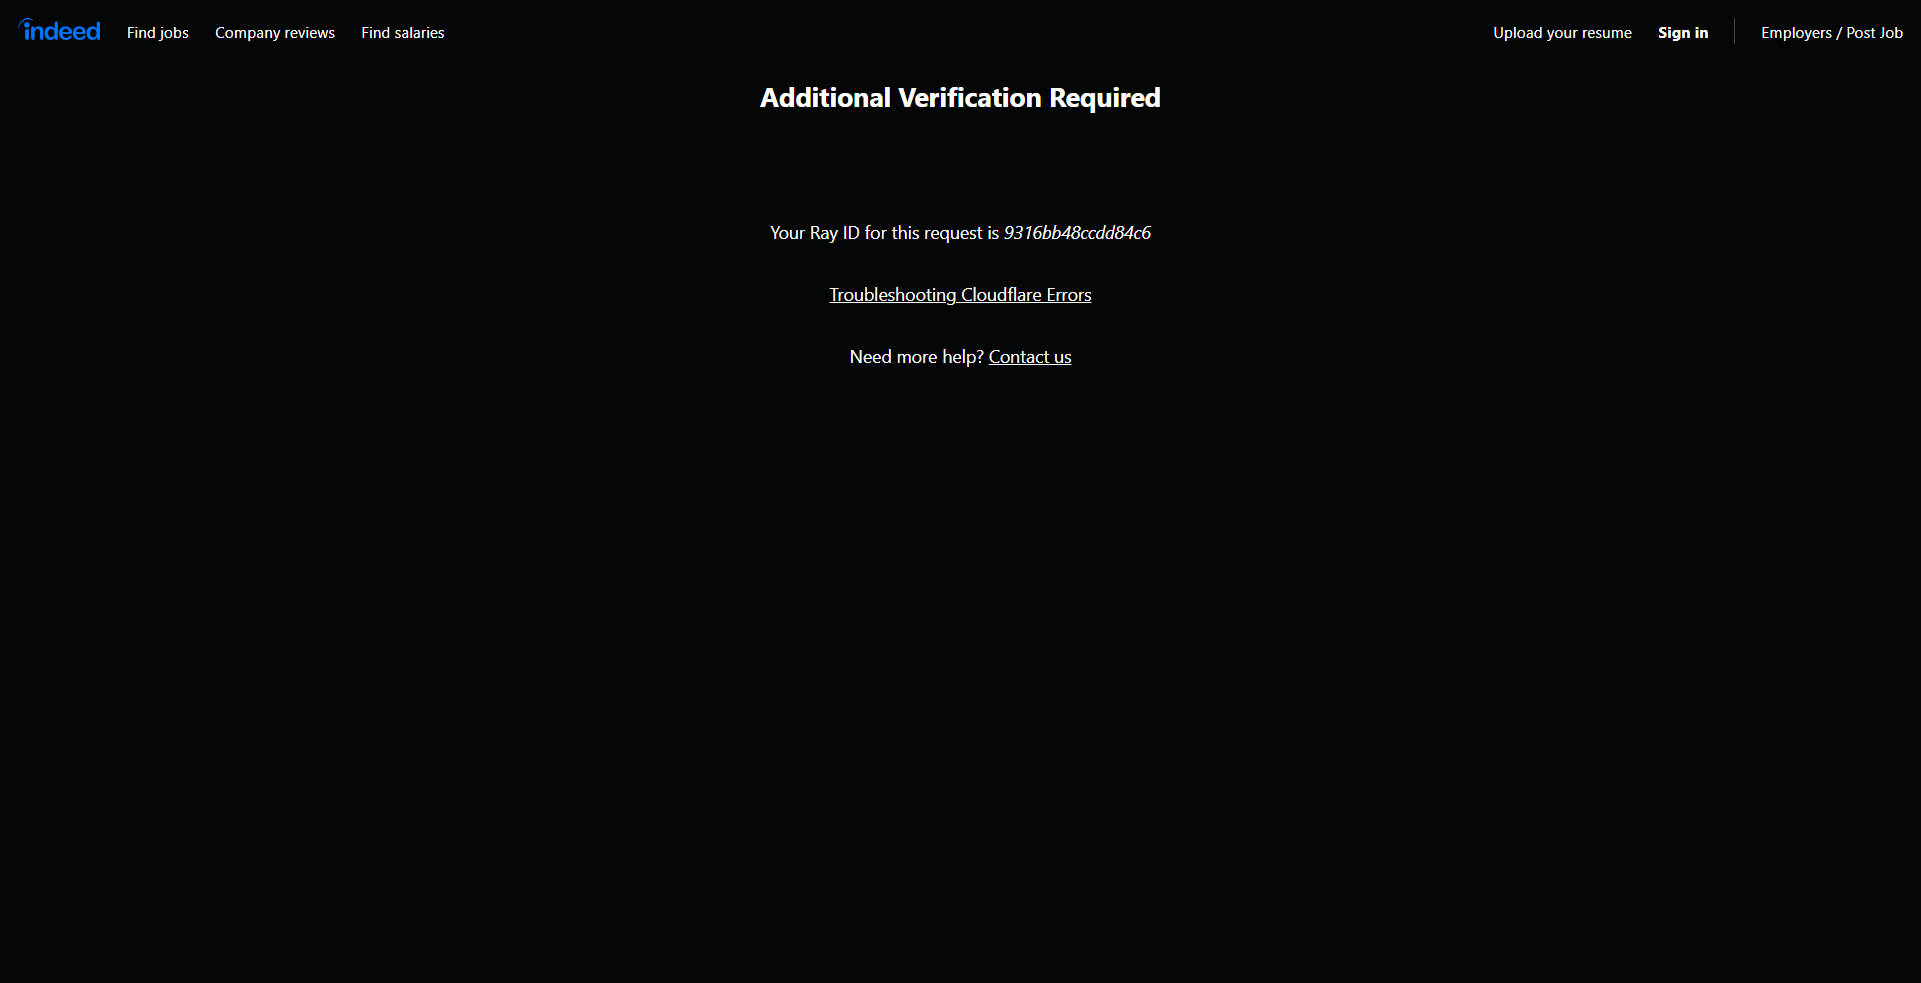 indeed Find jobs Company reviews Find salaries Upload your resume Sign in Employers / Post Job
Additional Verification Required
Your Ray ID for this request is 9316bb48ccdd84c6
Troubleshooting Cloudflare Errors
Need more help? Contact us